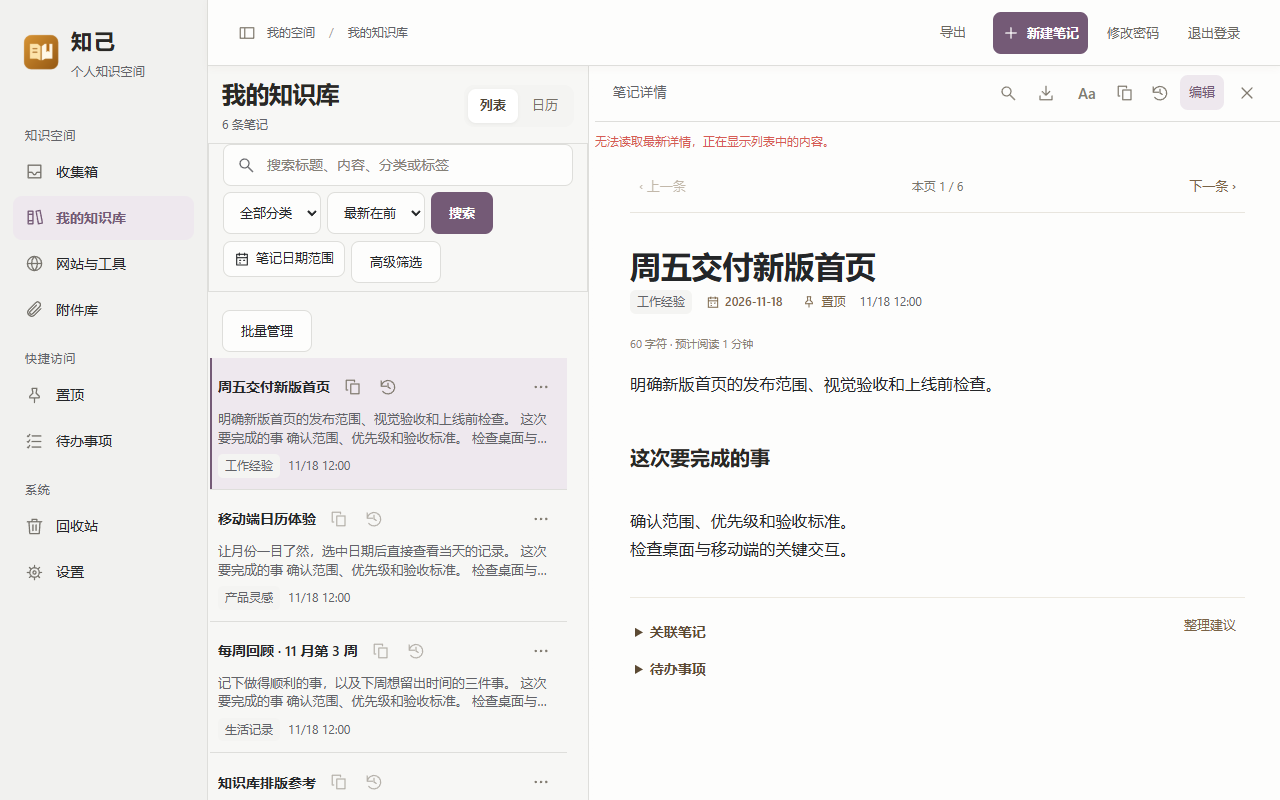 知己
个人知识空间
知识空间
收集箱
我的知识库
网站与工具
附件库
快捷访问
置顶
待办事项
系统
回收站
设置
我的空间 / 我的知识库
导出
新建笔记
修改密码
退出登录
我的知识库
6 条笔记
列表
日历
搜索标题、内容、分类或标签
全部分类
最新在前
搜索
笔记日期范围
高级筛选
批量管理
周五交付新版首页
明确新版首页的发布范围、视觉验收和上线前检查。 这次
要完成的事 确认范围、优先级和验收标准。 检查桌面与...
工作经验 11/18 12:00
移动端日历体验
让月份一目了然，选中日期后直接查看当天的记录。 这次
要完成的事 确认范围、优先级和验收标准。 检查桌面与...
产品灵感 11/18 12:00
每周回顾 · 11 月第 3 周
记下做得顺利的事，以及下周想留出时间的三件事。 这次
要完成的事 确认范围、优先级和验收标准。 检查桌面与...
生活记录 11/18 12:00
知识库排版参考
笔记详情
Aa
编辑
无法读取最新详情，正在显示列表中的内容。
‹ 上一条
本页 1 / 6
下一条 ›
周五交付新版首页
工作经验 2026-11-18 置顶 11/18 12:00
60 字符 · 预计阅读 1 分钟
明确新版首页的发布范围、视觉验收和上线前检查。
这次要完成的事
确认范围、优先级和验收标准。
检查桌面与移动端的关键交互。
关联笔记
整理建议
待办事项